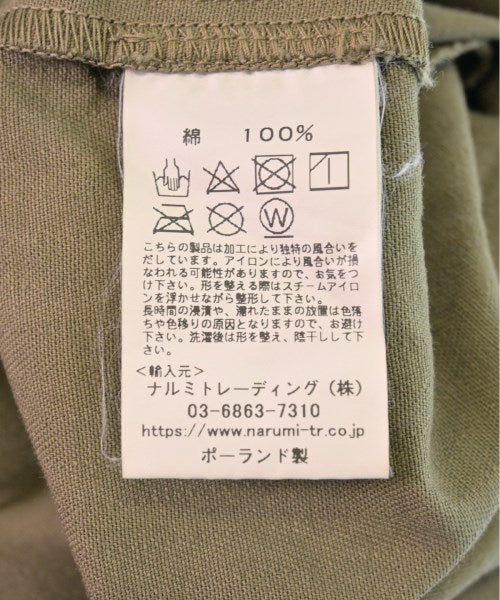 綿 100%
W
こちらの製品は加工により独特の風合いを
だしています。アイロンにより風合いが損
なわれる可能性がありますので、お気をつ
け下さい。形を整える際はスチームアイロ
ンを浮かせながら整形して下さい。
長時間の浸漬や、濡れたままの放置は色落
ちや色移りの原因となりますので、お避け
下さい。洗濯後は形を整え、陰干しして下
さい。
<輸入元>
ナルミトレーディング(株)
03-6863-7310
https://www.narumi-tr.co.jp
ポーランド製